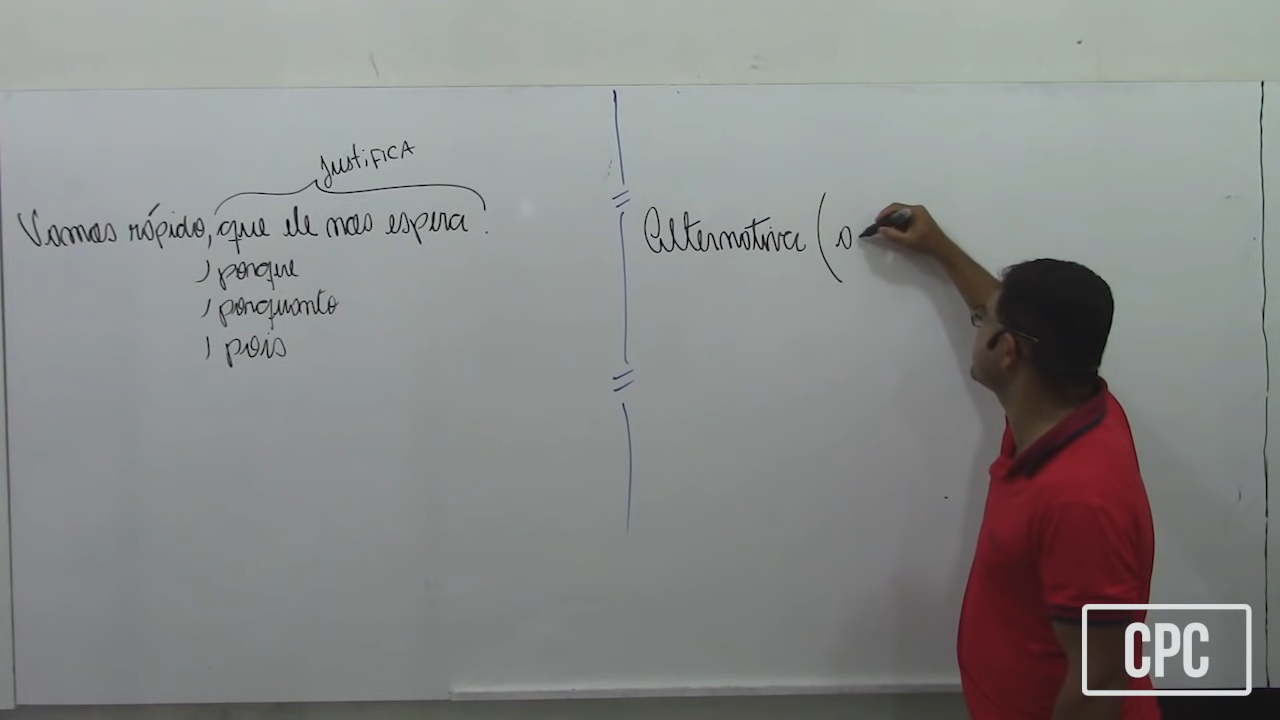 JustiFICA
Vamos rápido, que ele nos espera!
, porque
, porquanto
, pois
Alternativa (o
CPC